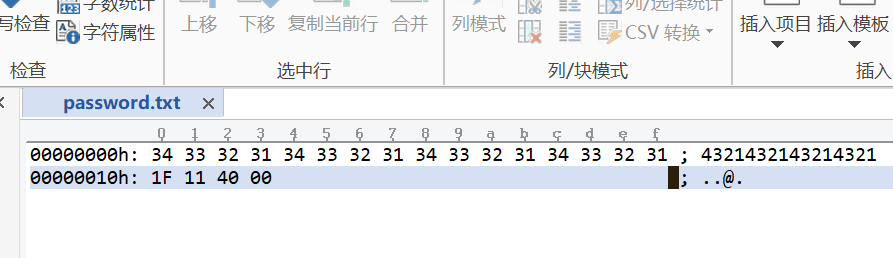 写检查 字数统计
字符属性
上移 下移 复制当前行 合并 列模式 列/选择统计
CSV 转换 插入项目 插入模板
检查 选中行 列/块模式 插入
password.txt
0 1 2 3 4 5 6 7 8 9 a b c d e f
00000000h: 34 33 32 31 34 33 32 31 34 33 32 31 34 33 32 31 ; 4321432143214321
00000010h: 1F 11 40 00 ; ..@.